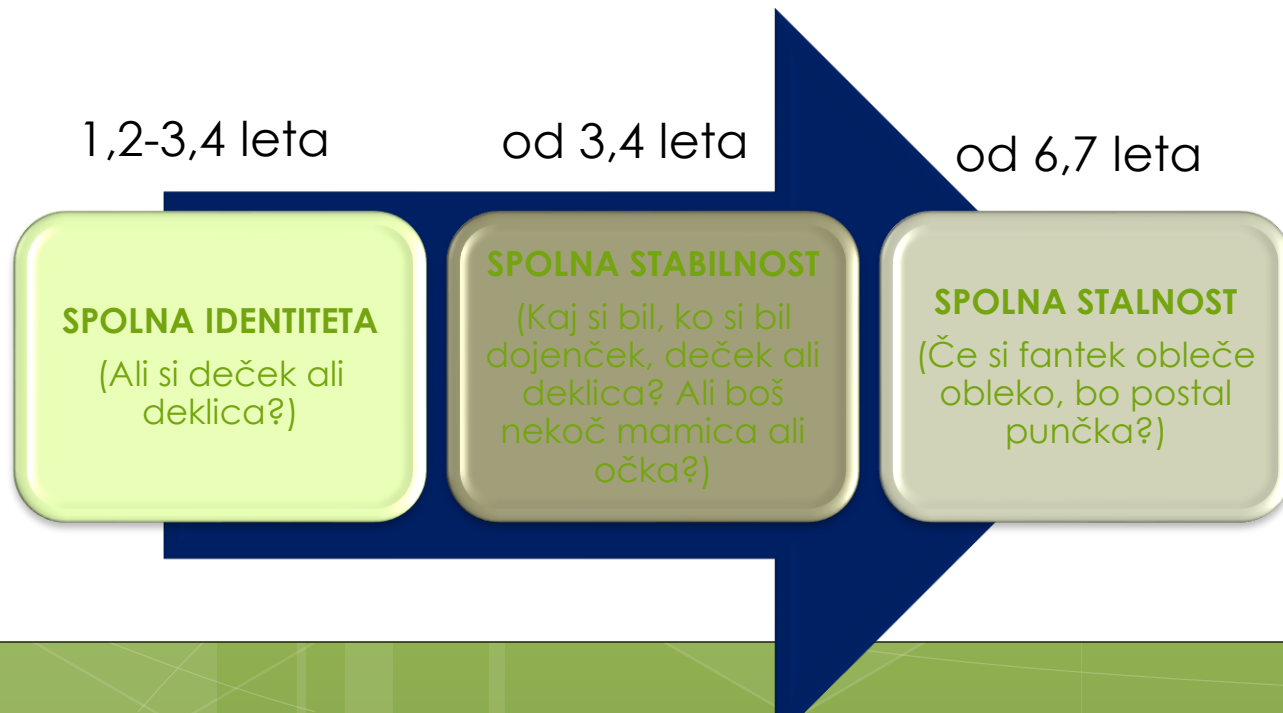 1,2-3,4 leta
od 3,4 leta
od 6,7 leta
SPOLNA IDENTITETA
(Ali si deček ali
deklica?)
SPOLNA STABILNOST
(Kaj si bil, ko si bil
dojenček, deček ali
deklica? Ali boš
nekoč mamica ali
očka?)
SPOLNA STALNOST
(Če si fantek obleče
obleko, bo postal
punčka?)